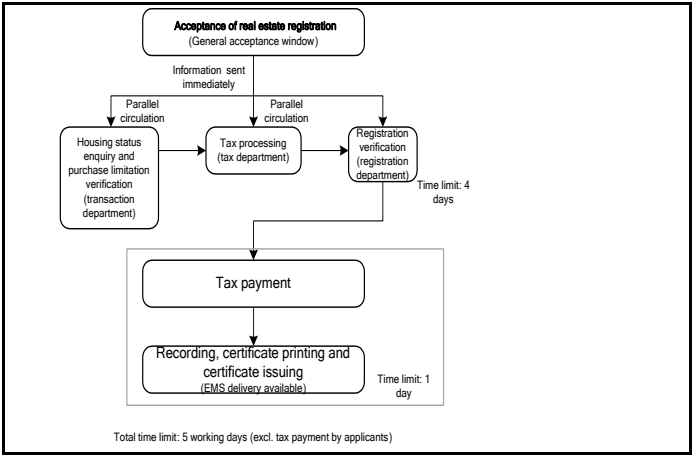 Acceptance of real estate registration
(General acceptance window)
Information sent
immediately
Parallel
circulation
Parallel
circulation
Housing status
enquiry and
purchase limitation
verification
(transaction
department)
Tax processing
(tax department)
Registration
verification
(registration
department)
Time limit: 4
days
Tax payment
Recording, certificate printing and
certificate issuing
(EMS delivery available)
Time limit: 1
day
Total time limit: 5 working days (excl. tax payment by applicants)